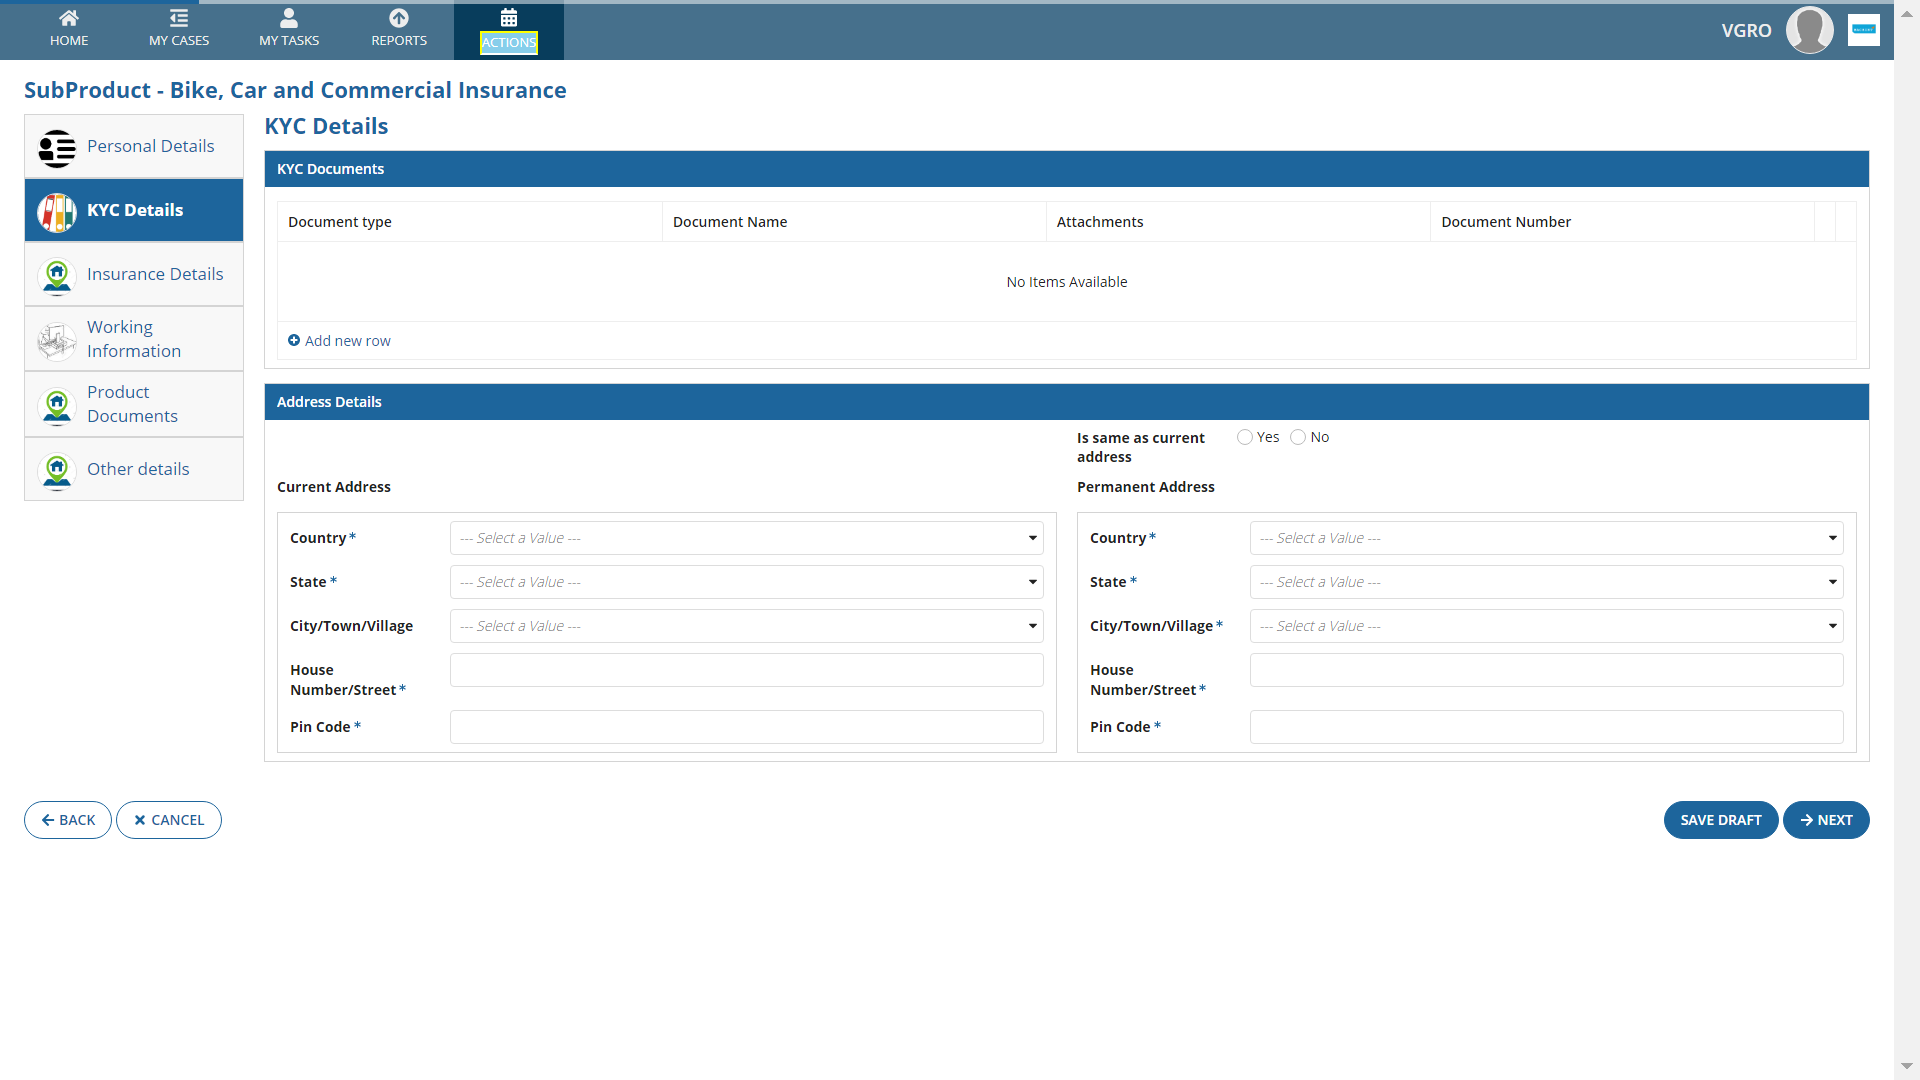 HOME
MY CASES
MY TASKS
REPORTS
ACTIONS
VGRO
SubProduct - Bike, Car and Commercial Insurance
Personal Details
KYC Details
Insurance Details
Working
Information
Product
Documents
Other details
KYC Details
KYC Documents
Document type
Document Name
Attachments
Document Number
No Items Available
Add new row
Address Details
Is same as current
address
Yes
No
Current Address
Country*
--- Select a Value ---
State *
--- Select a Value ---
City/Town/Village
--- Select a Value ---
House
Number/Street*
Pin Code *
Permanent Address
Country*
--- Select a Value ---
State *
--- Select a Value ---
City/Town/Village*
--- Select a Value ---
House
Number/Street*
Pin Code *
BACK
CANCEL
SAVE DRAFT
NEXT